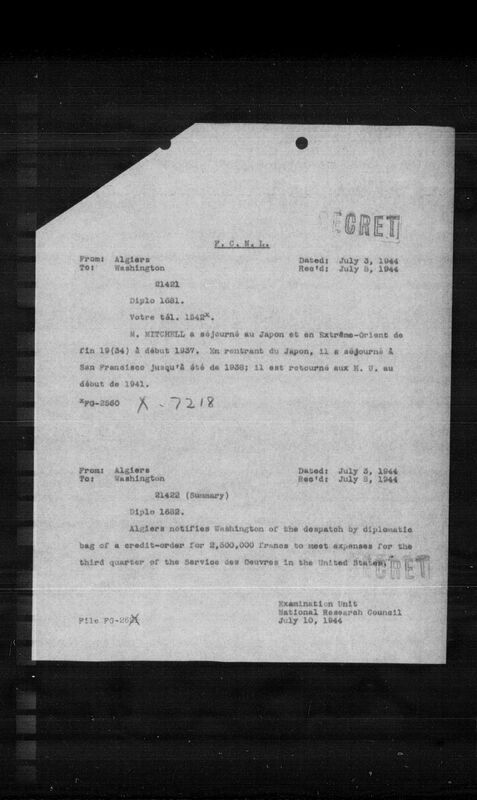 SECRET
F. C. N. L.
From: Algiers Dated: July 3, 1944
To: Washington Rec'd: July 5, 1944
21421
Diplo 1681.
Votre tél. 1542x.
M. MITCHELL a séjourné au Japon et en Extrême-Orient de
fin 19(34) à début 1937. En rentrant du Japon, il a séjourné à
San Francisco jusqu'à été de 1938; il est retourné aux E. U. au
début de 1941.
xFG-2560 X - 7218
From: Algiers Dated: July 3, 1944
To: Washington Rec'd: July 5, 1944
21422 (Summary)
Diplo 1682.
Algiers notifies Washington of the despatch by diplomatic
bag of a credit-order for 2,500,000 francs to meet expenses for the
third quarter of the Service des Oeuvres in the United States.
SECRET
Examination Unit
National Research Council
File FG- July 10, 1944